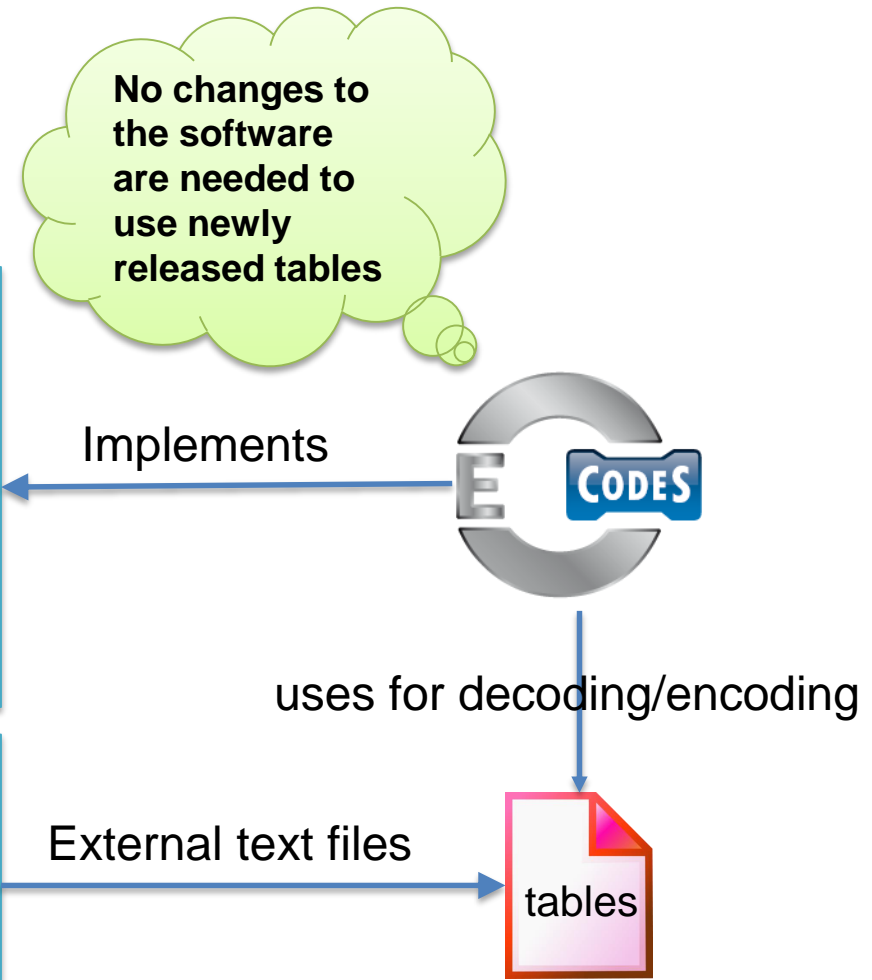 No changes to
the software
are needed to
use newly
released tables
Implements
E CODES
uses for decoding/encoding
External text files
tables